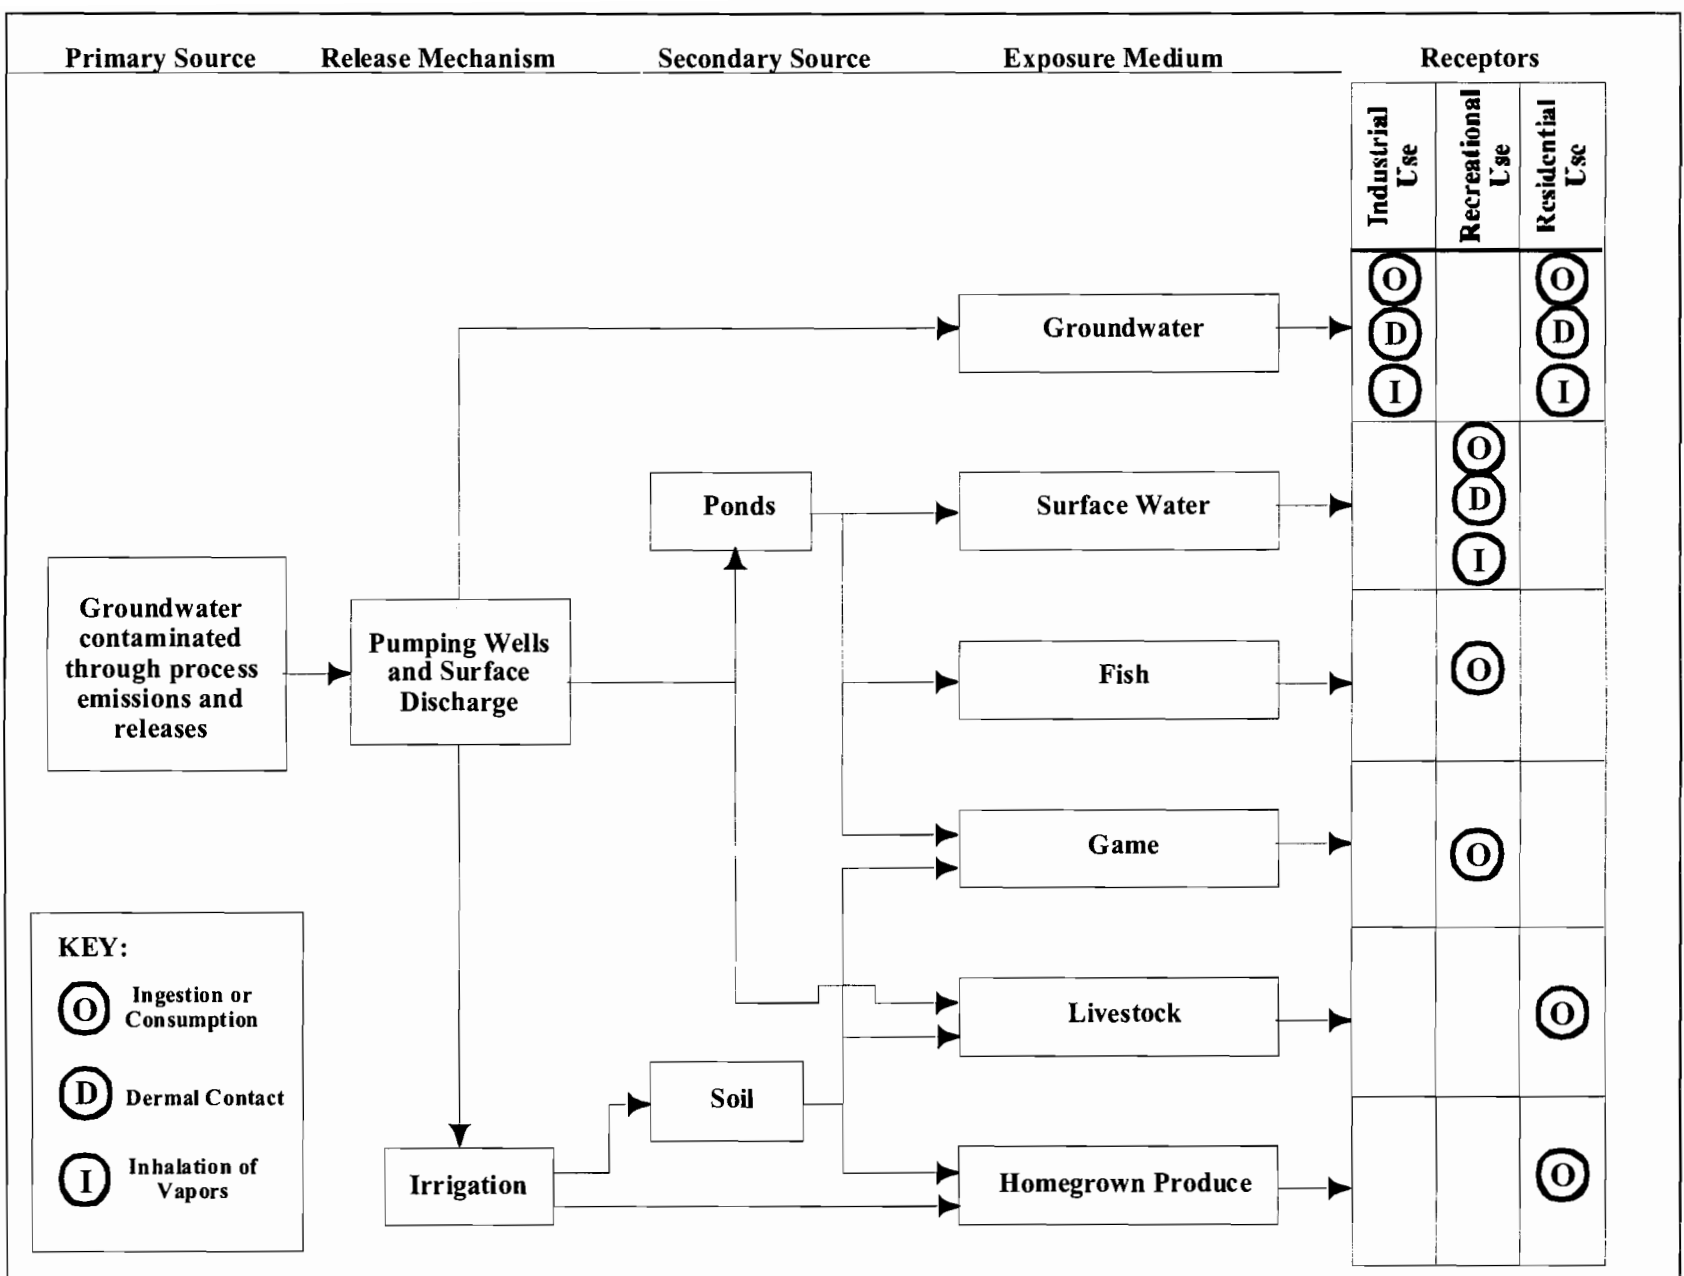 Primary Source
Release Mechanism
Secondary Source
Exposure Medium
Receptors
Industrial
Use
Recreational
Use
Residential
Use
Groundwater
O
D
I
O
D
I
Ponds
Surface Water
O
D
I
Groundwater
contaminated
through process
emissions and
releases
Pumping Wells
and Surface
Discharge
Fish
O
Game
O
Livestock
O
Soil
Irrigation
Homegrown Produce
O
KEY:
O
Ingestion or
Consumption
D
Dermal Contact
I
Inhalation of
Vapors